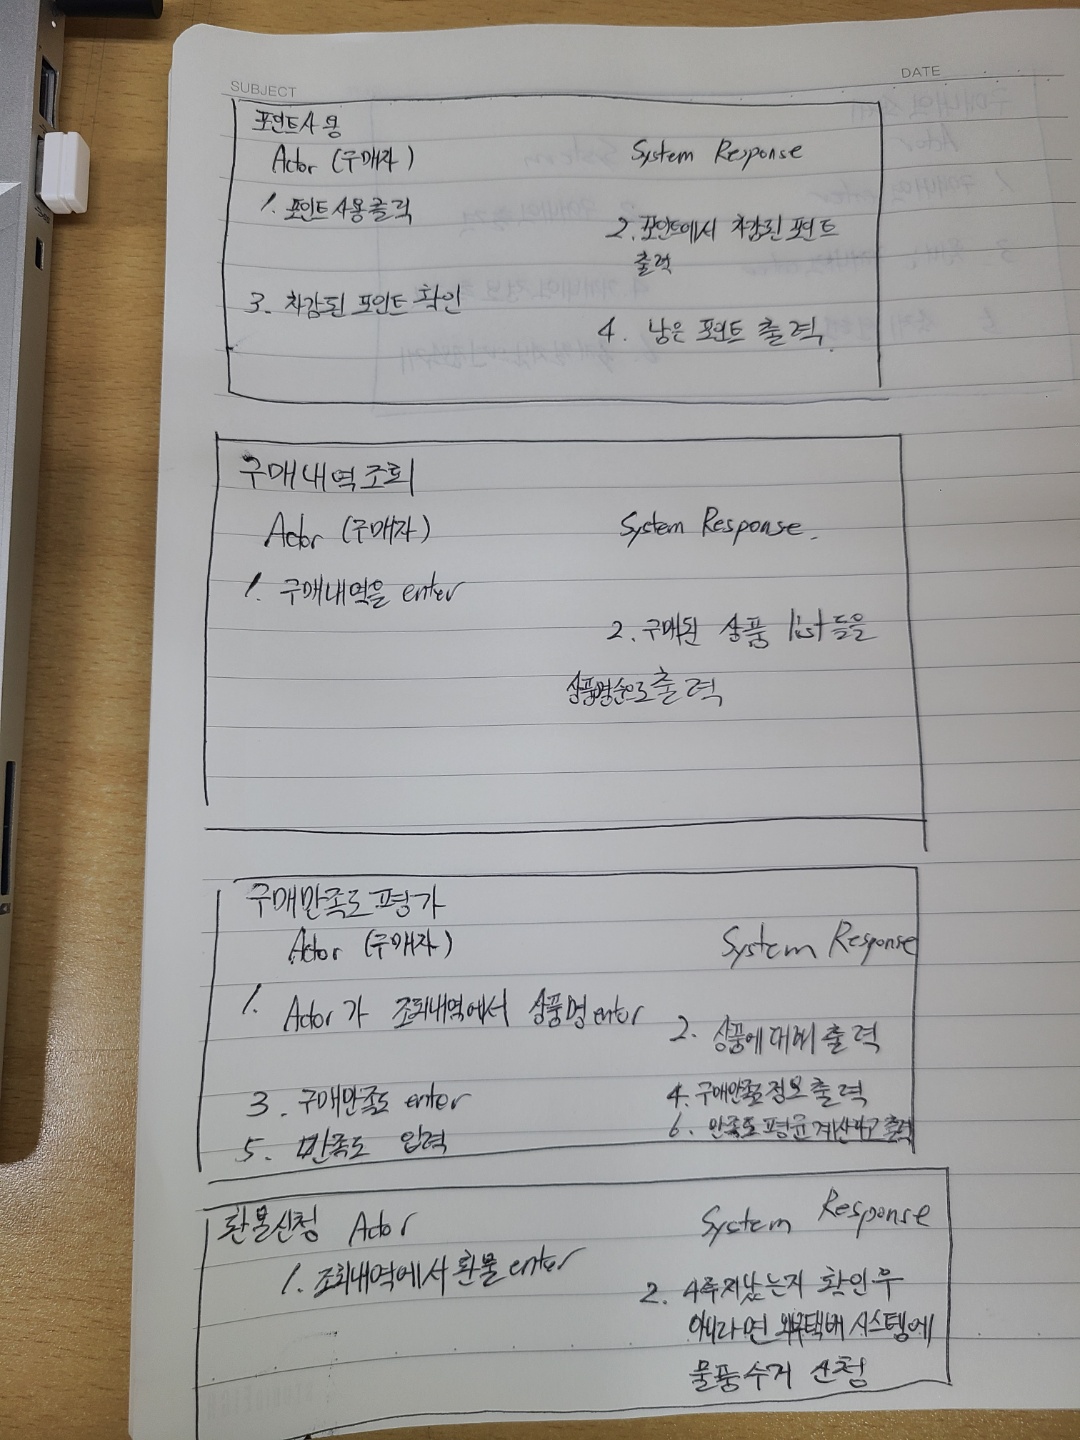 SUBJECT
DATE
포인트사용
Actor (구매자)
System Response
1. 포인트사용클릭
2. 포인트에서 차감된 포인트
출력
3. 차감된 포인트 확인
4. 남은 포인트 출력.
구매내역조회
Actor (구매자)
System Response.
1. 구매내역을 enter
2. 구매된 상품 list들을
상품명순으로 출력
구매만족도평가
Actor (구매자)
System Response
1. Actor가 조회내역에서 상품명 enter
2. 상품에 대해 출력
3. 구매만족도 enter
4. 구매만족도정보출력
5. 만족도 입력
6. 만족도평균계산하고 출력
환불신청 Actor
System Response
1. 조회내역에서 환불 enter
2. 4루지났는지 확인후
아니라면 외부택배시스템에
물품수거 신청